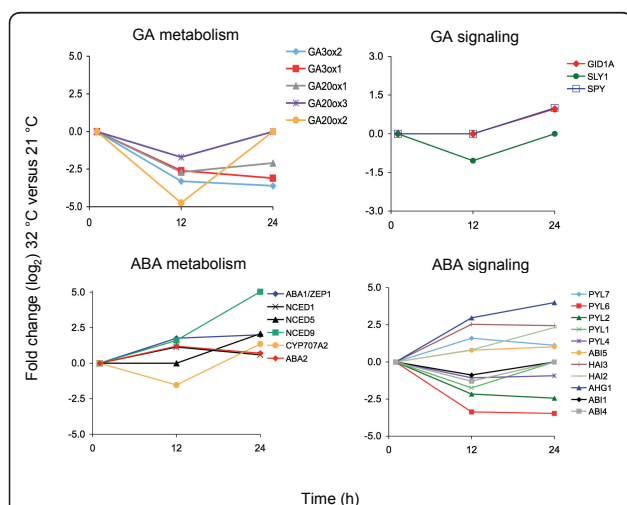 GA metabolism
5.0
2.5
0.0
-2.5
-5.0
0
12
24
GA3ox2
GA3ox1
GA20ox1
GA20ox3
GA20ox2
GA signaling
3.0
1.0
0.0
-1.0
-3.0
0
12
24
GID1A
SLY1
SPY
Fold change (log2) 32 °C versus 21 °C
ABA metabolism
5.0
2.5
0.0
-2.5
-5.0
0
12
24
ABA1/ZEP1
NCED1
NCED5
NCED9
CYP707A2
ABA2
ABA signaling
5.0
2.5
0.0
-2.5
-5.0
0
12
24
PYL7
PYL6
PYL2
PYL1
PYL4
ABI5
HAI3
HAI2
AHG1
ABI1
ABI4
Time (h)